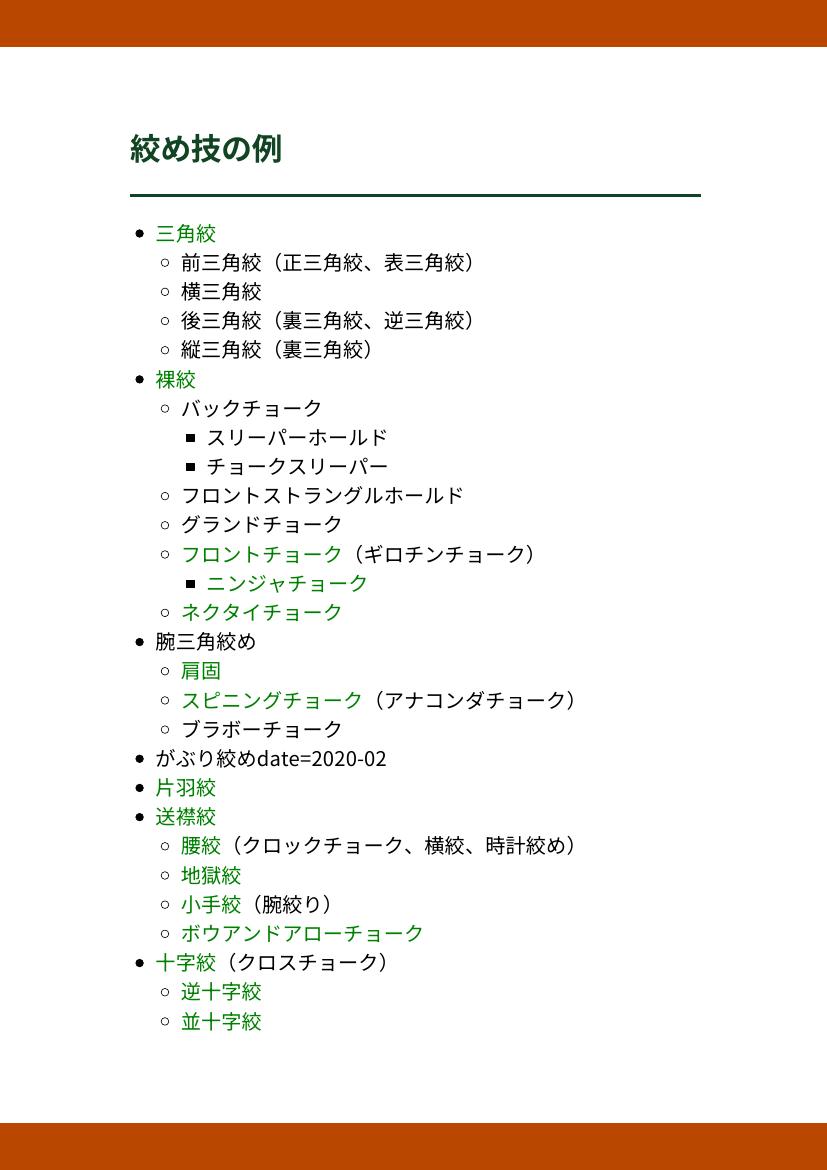 絞め技の例
三角絞
前三角絞（正三角絞、表三角絞）
横三角絞
後三角絞（裏三角絞、逆三角絞）
縦三角絞（裏三角絞）
裸絞
バックチョーク
スリーパーホールド
チョークスリーパー
フロントストラングルホールド
グランドチョーク
フロントチョーク（ギロチンチョーク）
ニンジャチョーク
ネクタイチョーク
腕三角絞め
肩固
スピニングチョーク（アナコンダチョーク）
ブラボーチョーク
がぶり絞めdate=2020-02
片羽絞
送襟絞
腰絞（クロックチョーク、横絞、時計絞め）
地獄絞
小手絞（腕絞り）
ボウアンドアローチョーク
十字絞（クロスチョーク）
逆十字絞
並十字絞